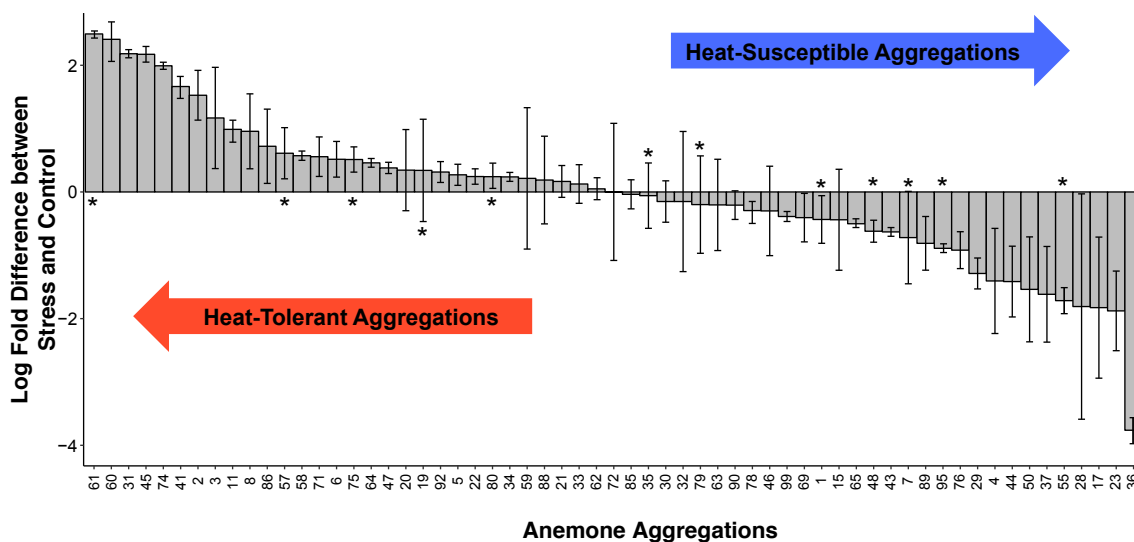 Log Fold Difference between
Stress and Control
2
0
−2
−4
Heat-Susceptible Aggregations
Heat-Tolerant Aggregations
* * * * * * * * * * * *
61 60 31 45 74 41 2 3 11 8 86 57 58 71 6 75 64 47 20 19 92 5 22 80 34 59 88 21 33 62 72 85 35 30 32 79 63 90 78 46 99 69 1 15 65 48 43 7 89 95 76 29 4 44 50 37 55 28 17 23 36
Anemone Aggregations